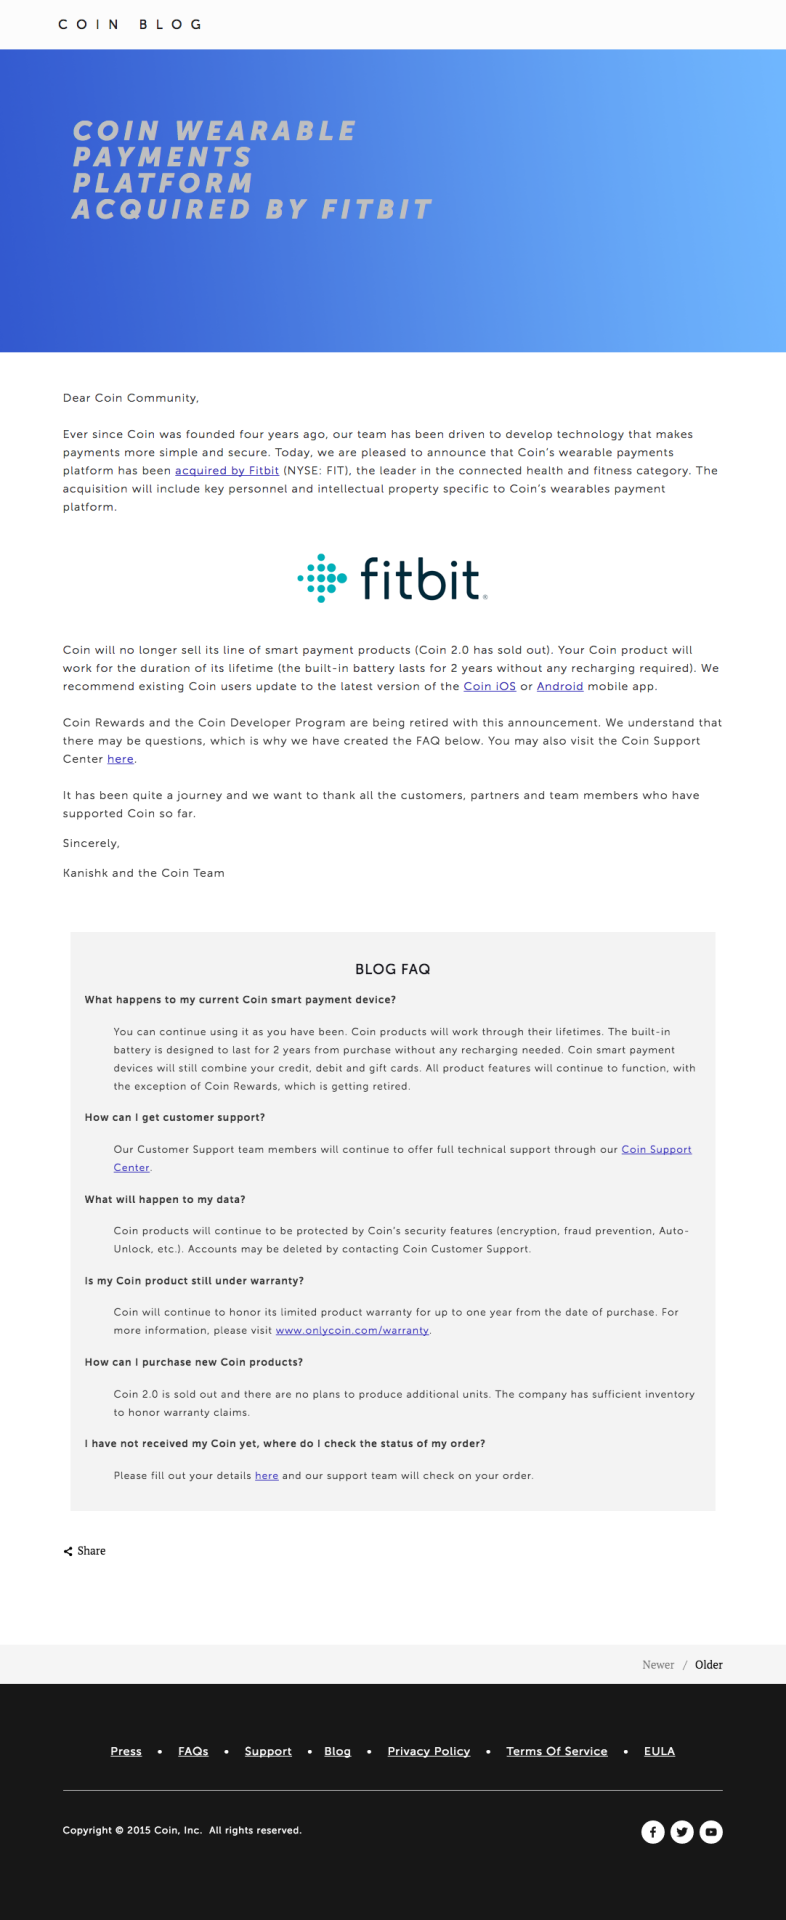 COIN BLOG
COIN WEARABLE
PAYMENTS
PLATFORM
ACQUIRED BY FITBIT
Dear Coin Community,
Ever since Coin was founded four years ago, our team has been driven to develop technology that makes
payments more simple and secure. Today, we are pleased to announce that Coin's wearable payments
platform has been acquired by Fitbit (NYSE: FIT), the leader in the connected health and fitness category. The
acquisition will include key personnel and intellectual property specific to Coin's wearables payment
platform.
fitbit®
Coin will no longer sell its line of smart payment products (Coin 2.0 has sold out). Your Coin product will
work for the duration of its lifetime (the built-in battery lasts for 2 years without any recharging required). We
recommend existing Coin users update to the latest version of the Coin iOS or Android mobile app.
Coin Rewards and the Coin Developer Program are being retired with this announcement. We understand that
there may be questions, which is why we have created the FAQ below. You may also visit the Coin Support
Center here.
It has been quite a journey and we want to thank all the customers, partners and team members who have
supported Coin so far.
Sincerely,
Kanishk and the Coin Team
BLOG FAQ
What happens to my current Coin smart payment device?
You can continue using it as you have been. Coin products will work through their lifetimes. The built-in
battery is designed to last for 2 years from purchase without any recharging needed. Coin smart payment
devices will still combine your credit, debit and gift cards. All product features will continue to function, with
the exception of Coin Rewards, which is getting retired.
How can I get customer support?
Our Customer Support team members will continue to offer full technical support through our Coin Support
Center.
What will happen to my data?
Coin products will continue to be protected by Coin's security features (encryption, fraud prevention, Auto-
Unlock, etc.). Accounts may be deleted by contacting Coin Customer Support.
Is my Coin product still under warranty?
Coin will continue to honor its limited product warranty for up to one year from the date of purchase. For
more information, please visit www.onlycoin.com/warranty.
How can I purchase new Coin products?
Coin 2.0 is sold out and there are no plans to produce additional units. The company has sufficient inventory
to honor warranty claims.
I have not received my Coin yet, where do I check the status of my order?
Please fill out your details here and our support team will check on your order.
Share
Newer / Older
Press • FAQs • Support • Blog • Privacy Policy • Terms Of Service • EULA
Copyright © 2015 Coin, Inc. All rights reserved.